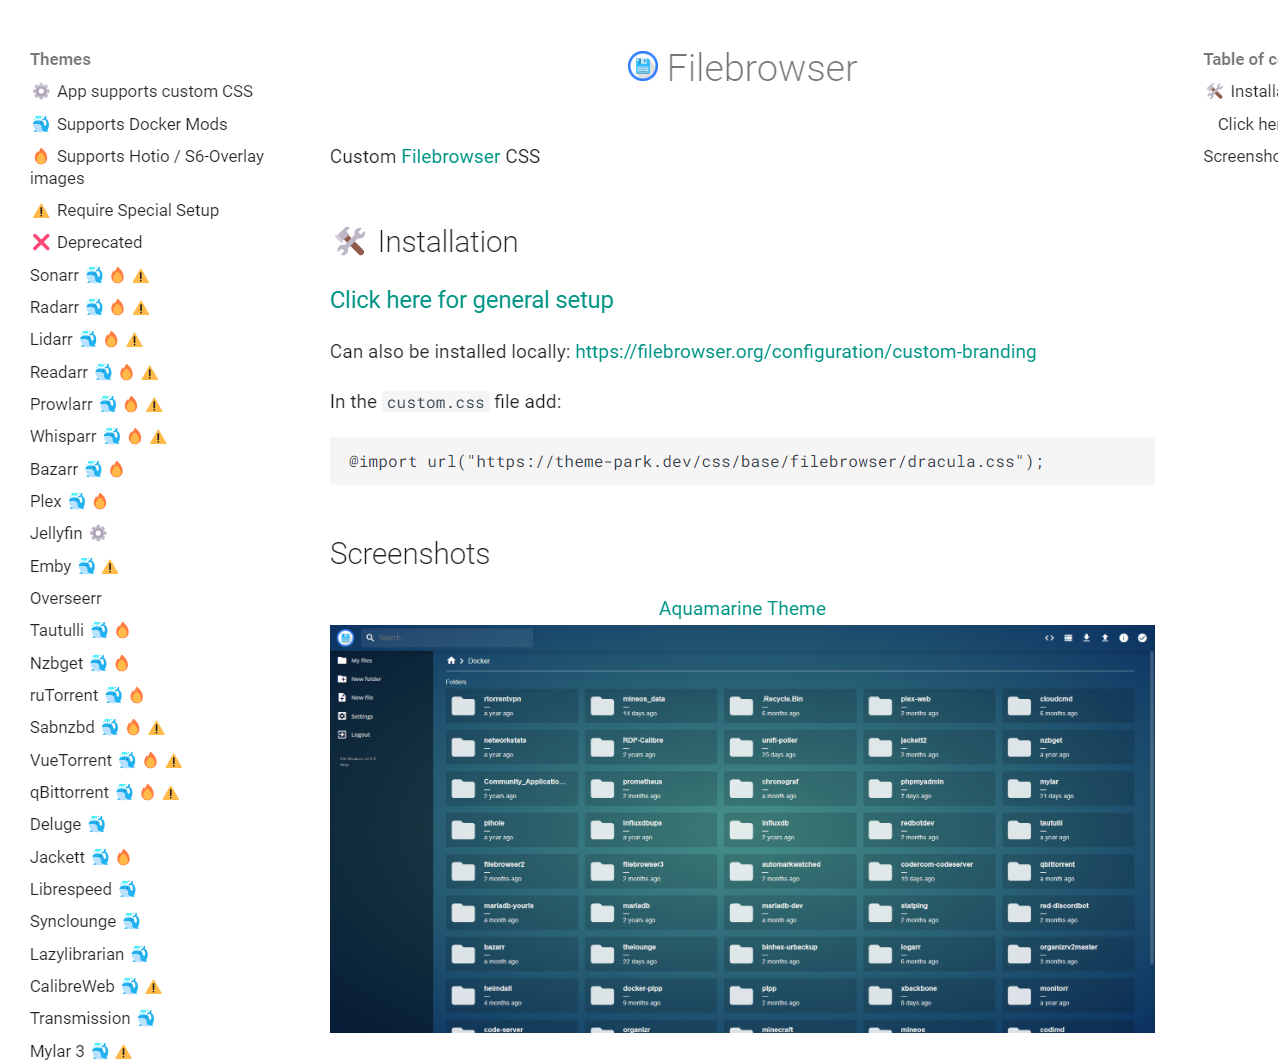 Themes
App supports custom CSS
Supports Docker Mods
Supports Hotio / S6-Overlay
images
Require Special Setup
Deprecated
Sonarr
Radarr
Lidarr
Readarr
Prowlarr
Whisparr
Bazarr
Plex
Jellyfin
Emby
Overseerr
Tautulli
Nzbget
ruTorrent
Sabnzbd
VueTorrent
qBittorrent
Deluge
Jackett
Librespeed
Synclounge
Lazylibrarian
CalibreWeb
Transmission
Mylar 3
Filebrowser
Custom Filebrowser CSS
Installation
Click here for general setup
Can also be installed locally: https://filebrowser.org/configuration/custom-branding
In the custom.css file add:
@import url("https://theme-park.dev/css/base/filebrowser/dracula.css");
Screenshots
Aquamarine Theme
Search
My files
New folder
New file
Settings
Logout
Help
Docker
Folders
rtorrentvpn mineos_data .Recycle.Bin plex-web cloudcmd
a year ago 14 days ago 6 months ago 2 months ago 6 months ago
networkstats RDP-Calibre unifi-poller jackett2 nzbget
a year ago 2 years ago 25 days ago 2 months ago a year ago
Community_Applicatio... prometheus chronograf phpmyadmin mylar
2 years ago 2 months ago a month ago 7 days ago 21 days ago
pihole influxdbups influxdb redbotdev tautulli
a year ago a year ago 2 years ago 2 months ago a year ago
filebrowser2 filebrowser3 automarkwatched codercom-codeserver qbittorrent
2 months ago 2 months ago 2 months ago 19 days ago a month ago
mariadb-yourls mariadb mariadb-dev statping red-discordbot
a month ago 2 years ago a month ago 2 months ago 2 months ago
bazarr thelounge binhex-urbackup logarr organizrv2master
a month ago 22 days ago 2 months ago 6 months ago 3 months ago
heimdall docker-plpp plpp xbackbone monitorr
4 months ago 9 months ago 2 months ago 8 days ago a year ago
code-server organizr minecraft mineos codimd
Table of c
Installa
Click her
Screensho